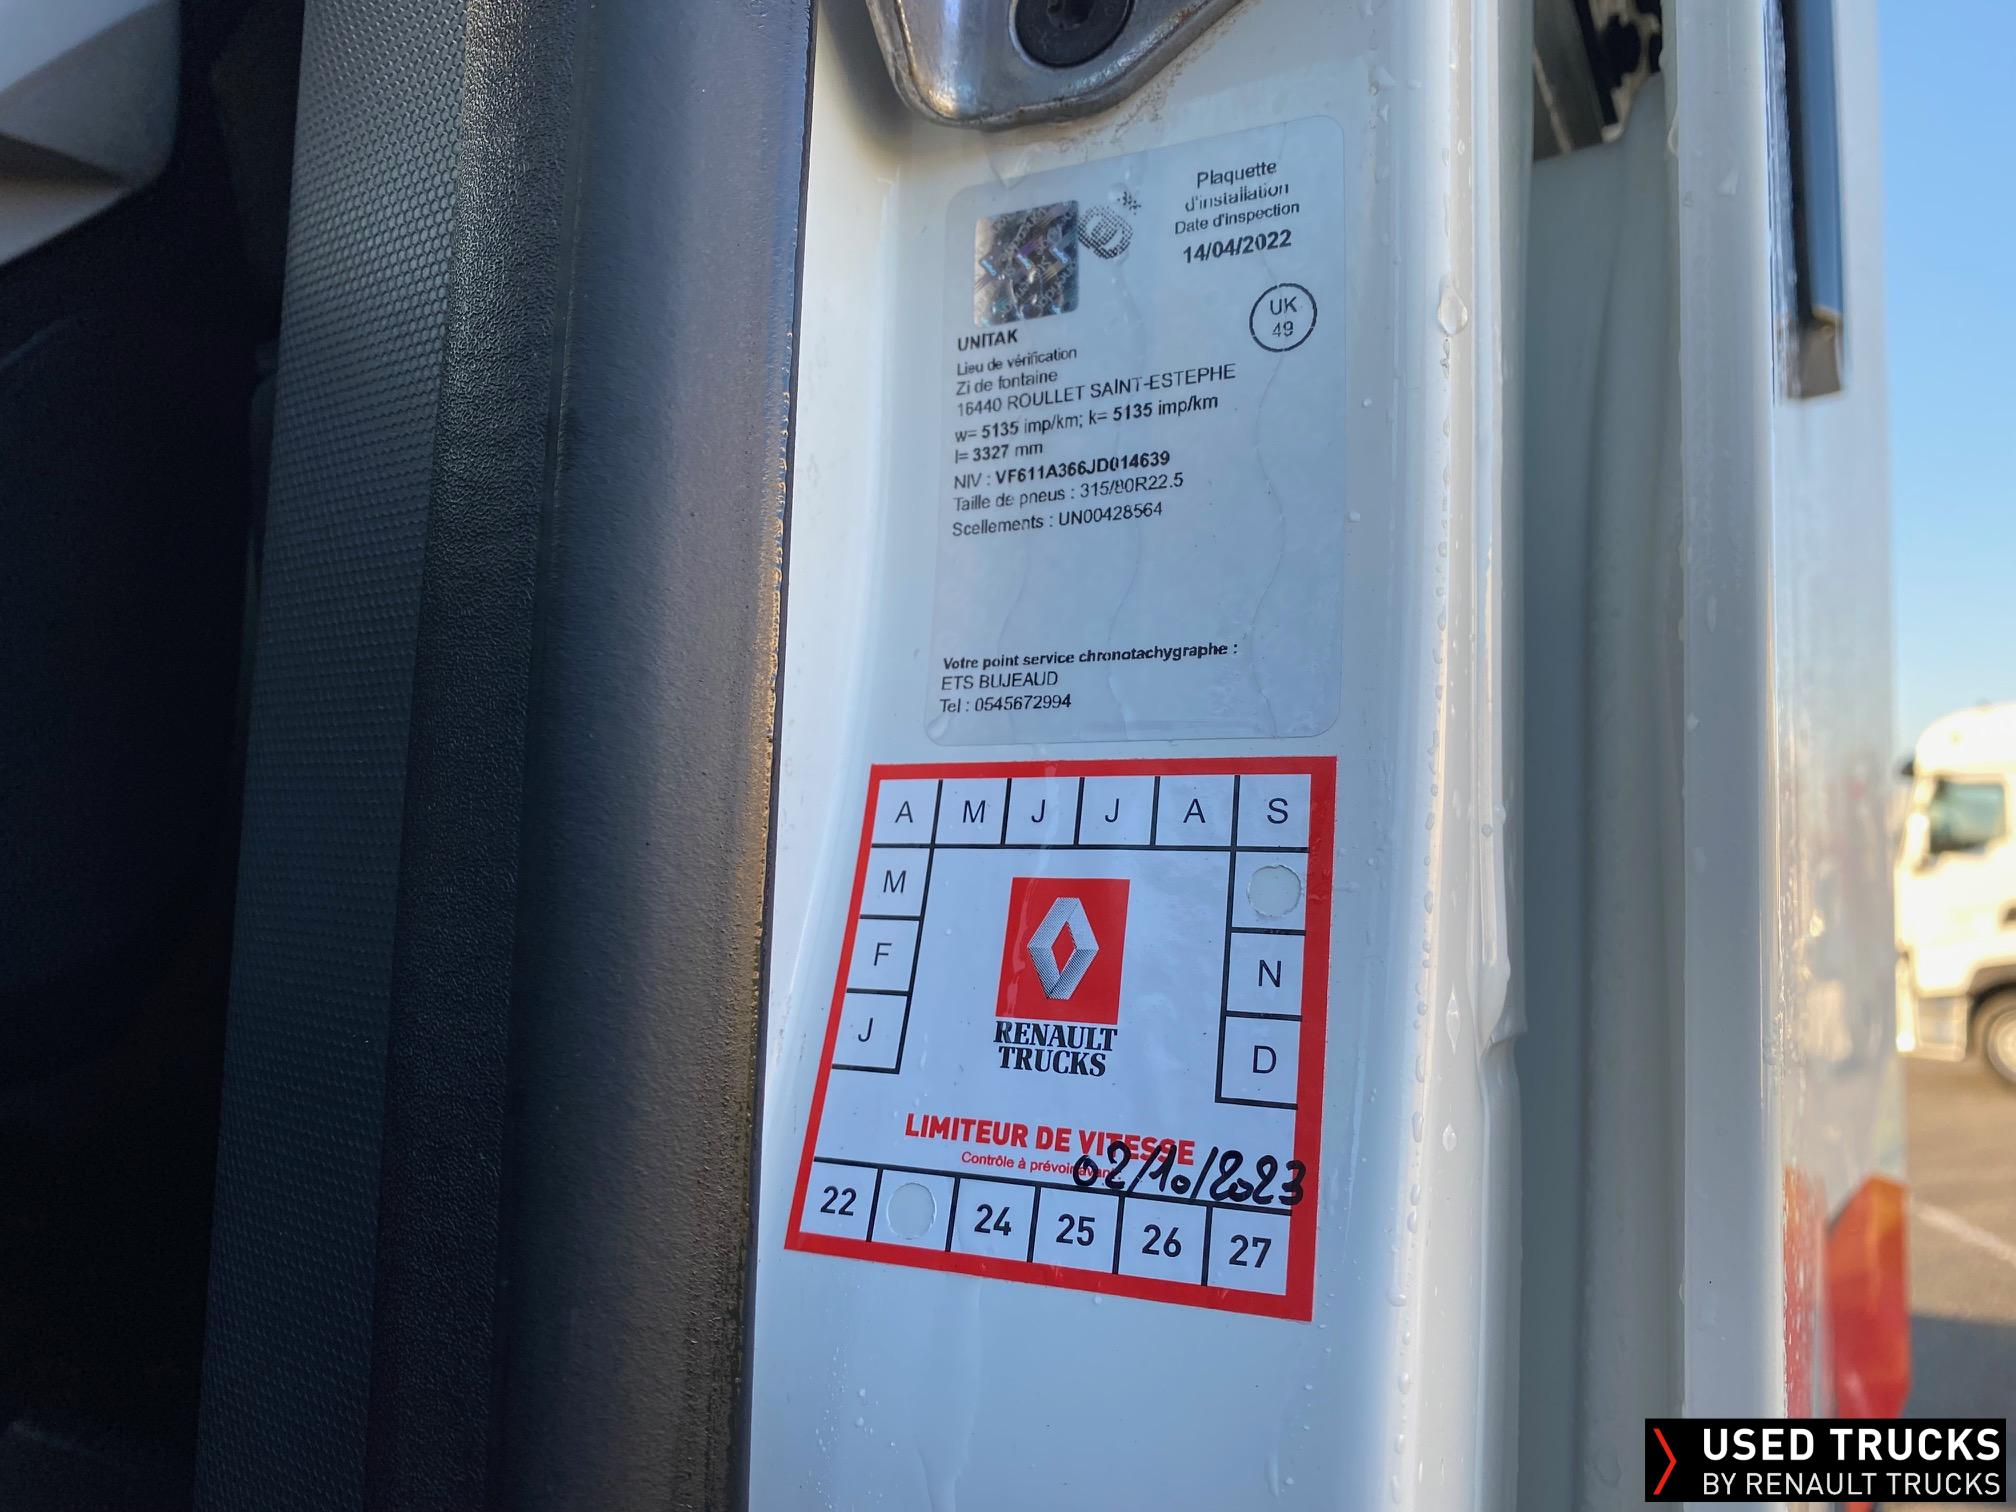 Plaquette
d'installation
Date d'inspection
14/04/2022
UK
49
UNITAK
Lieu de vérification
Zi de fontaine
16440 ROULLET SAINT-ESTEPHE
w= 5135 imp/km; k= 5135 imp/km
l= 3327 mm
NIV : VF611A366JD014639
Taille de pneus : 315/80R22.5
Scellements : UN00428564
Votre point service chronotachygraphe :
ETS BUJEAUD
Tel : 0545672994
A M J J A S
M
F
N
J
D
RENAULT
TRUCKS
LIMITEUR DE VITESSE
Contrôle à prévoir avant
02/10/2023
22 24 25 26 27
USED TRUCKS
BY RENAULT TRUCKS